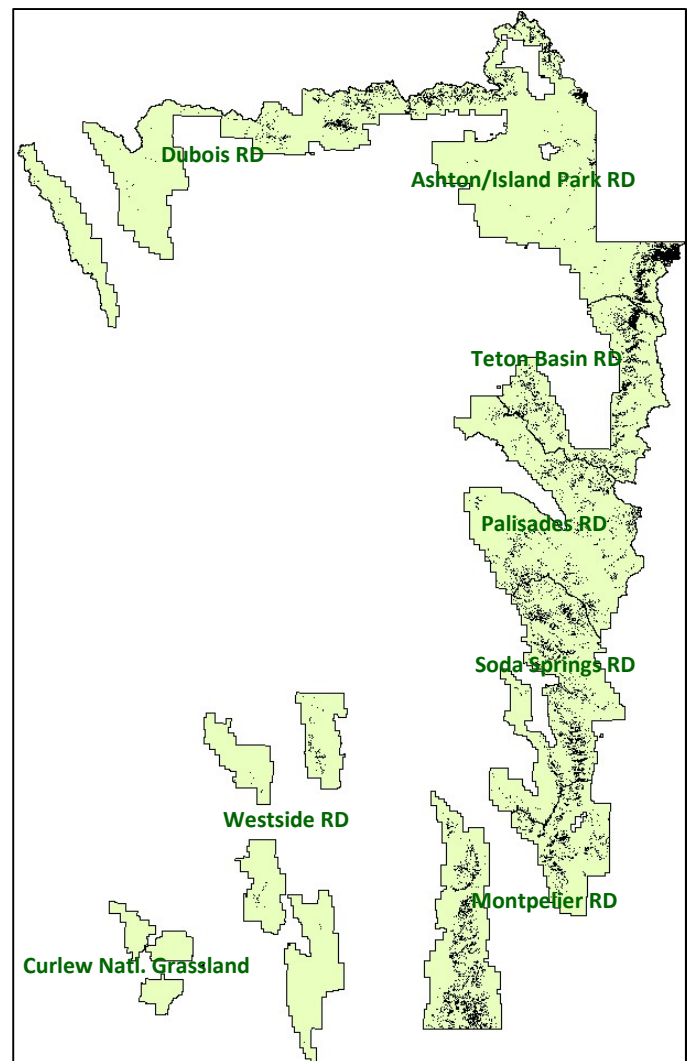 Dubois RD
Ashton/Island Park RD
Teton Basin RD
Palisades RD
Soda Springs RD
Westside RD
Montpelier RD
Curlew Natl. Grassland